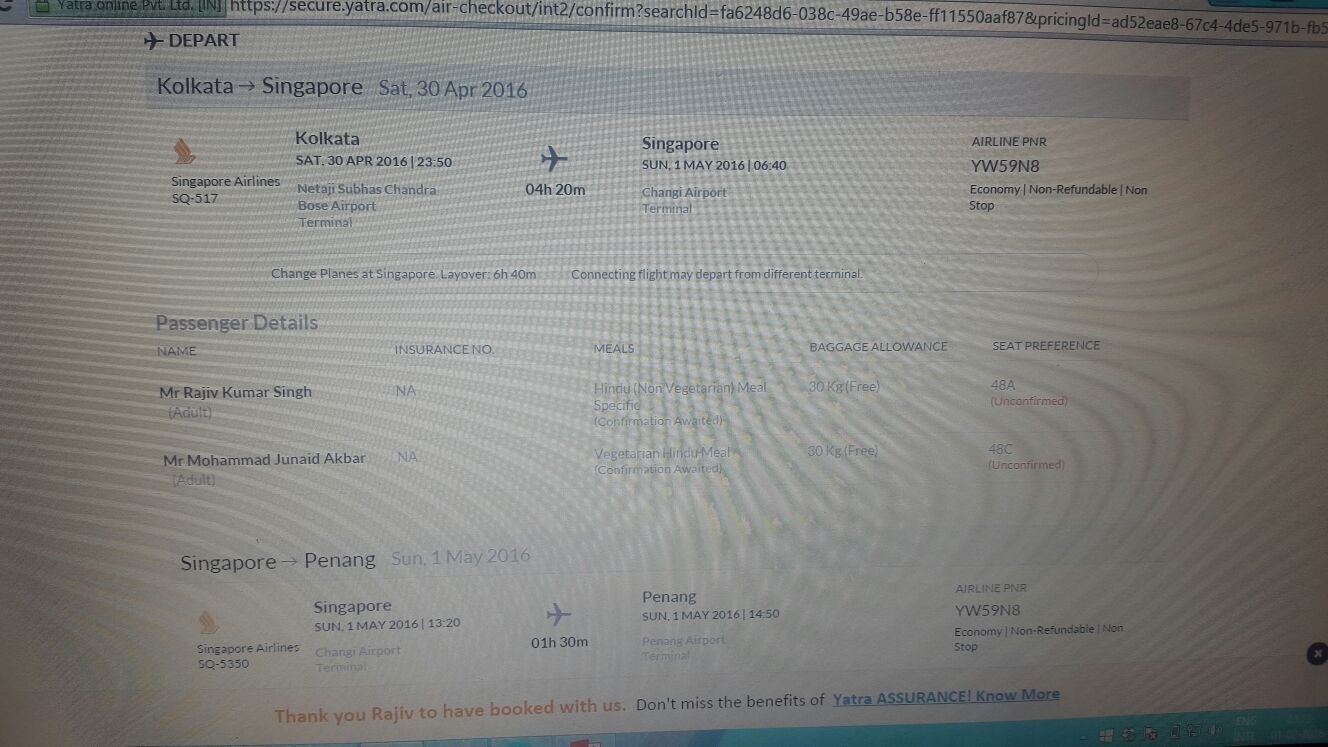 Yatra online Pvt. Ltd. [IN] https://secure.yatra.com/air-checkout/int2/confirm?searchId=fa6248d6-038c-49ae-b58e-ff11550aaf87&pricingId=ad52eae8-67c4-4de5-971b-fb5
DEPART
Kolkata → Singapore Sat, 30 Apr 2016
Singapore Airlines
SQ-517
Kolkata
SAT, 30 APR 2016 | 23:50
Netaji Subhas Chandra
Bose Airport
Terminal
04h 20m
Singapore
SUN, 1 MAY 2016 | 06:40
Changi Airport
Terminal
AIRLINE PNR
YW59N8
Economy | Non-Refundable | Non
Stop
Change Planes at Singapore. Layover: 6h 40m Connecting flight may depart from different terminal.
Passenger Details
NAME INSURANCE NO. MEALS BAGGAGE ALLOWANCE SEAT PREFERENCE
Mr Rajiv Kumar Singh
(Adult)
NA
Hindu (Non Vegetarian) Meal
Specific
(Confirmation Awaited)
30 Kg (Free)
48A
(Unconfirmed)
Mr Mohammad Junaid Akbar
(Adult)
NA
Vegetarian Hindu Meal
(Confirmation Awaited)
30 Kg (Free)
48C
(Unconfirmed)
Singapore → Penang Sun, 1 May 2016
Singapore Airlines
SQ-5350
Singapore
SUN, 1 MAY 2016 | 13:20
Changi Airport
Terminal
01h 30m
Penang
SUN, 1 MAY 2016 | 14:50
Penang Airport
Terminal
AIRLINE PNR
YW59N8
Economy | Non-Refundable | Non
Stop
Thank you Rajiv to have booked with us. Don't miss the benefits of Yatra ASSURANCE! Know More
ENG
INTL